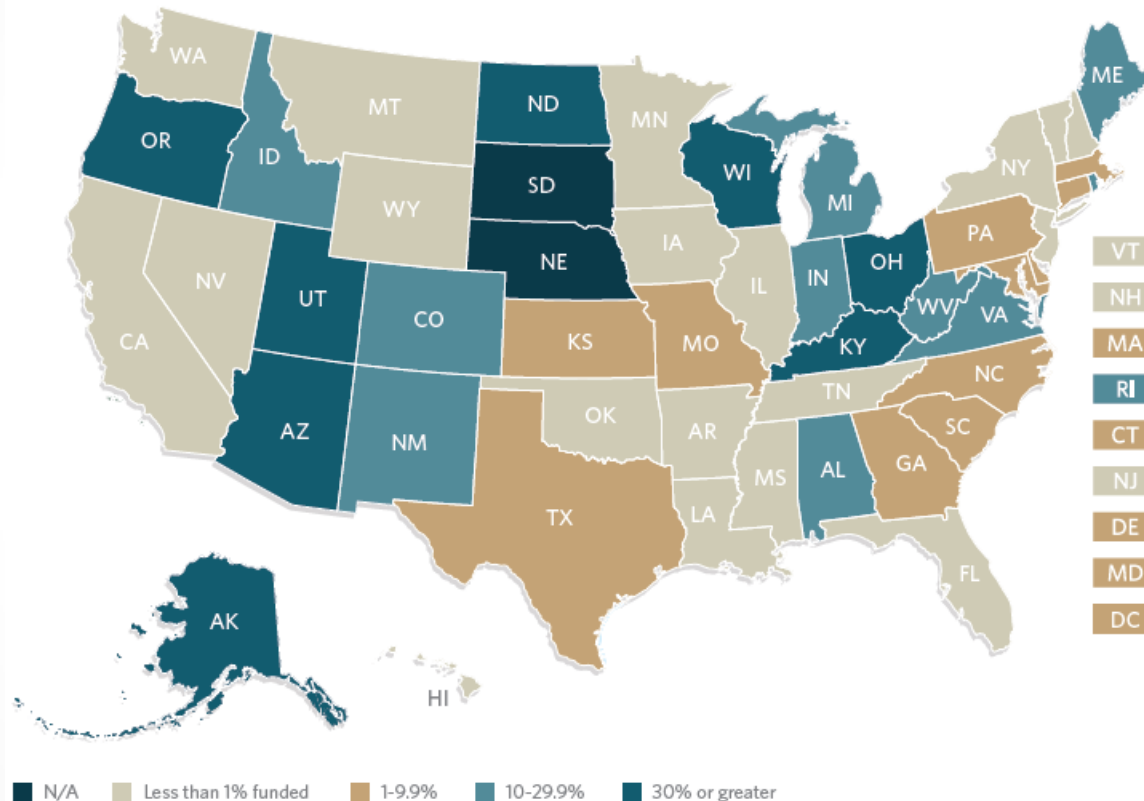 WA
MT
ND
MN
ME
OR
ID
SD
WI
NY
WY
MI
IA
PA
NE
NV
UT
CO
IL
IN
OH
WV
VA
CA
KS
MO
KY
NC
TN
AZ
NM
OK
AR
SC
MS
AL
GA
TX
LA
FL
AK
HI
VT
NH
MA
RI
CT
NJ
DE
MD
DC
N/A Less than 1% funded 1-9.9% 10-29.9% 30% or greater